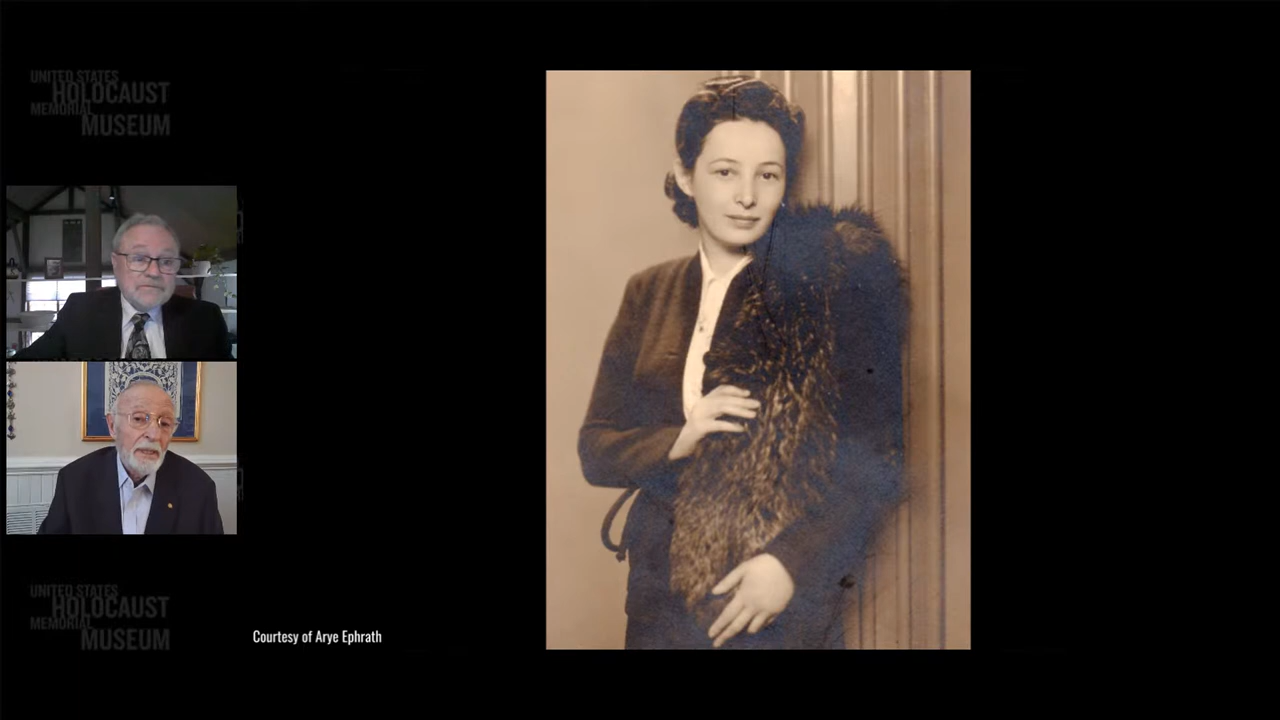 UNITED STATES
HOLOCAUST
MEMORIAL
MUSEUM
UNITED STATES
HOLOCAUST
MEMORIAL
MUSEUM
Courtesy of Arye Ephrath